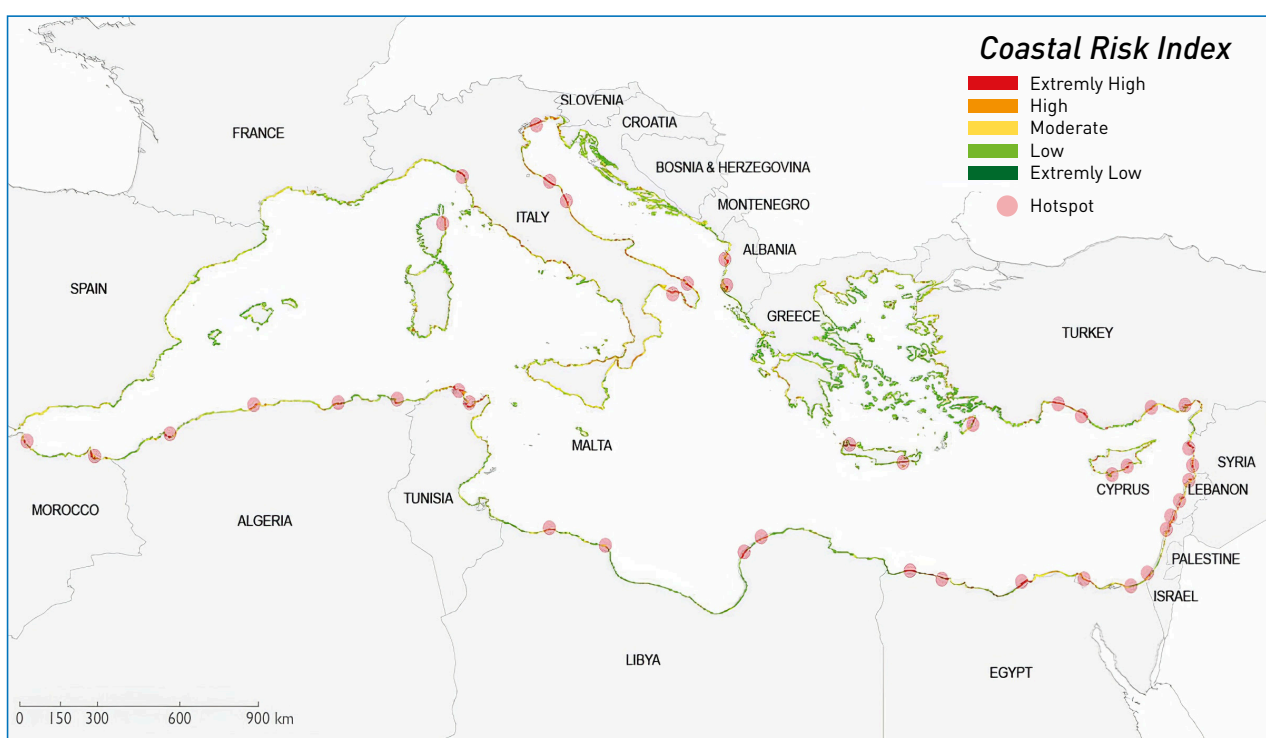 Coastal Risk Index
Extremly High
High
Moderate
Low
Extremly Low
Hotspot
SLOVENIA
CROATIA
FRANCE
BOSNIA & HERZEGOVINA
MONTENEGRO
ITALY
ALBANIA
SPAIN
GREECE
TURKEY
MALTA
SYRIA
CYPRUS
LEBANON
TUNISIA
MOROCCO
ALGERIA
PALESTINE
ISRAEL
LIBYA
EGYPT
0 150 300 600 900 km